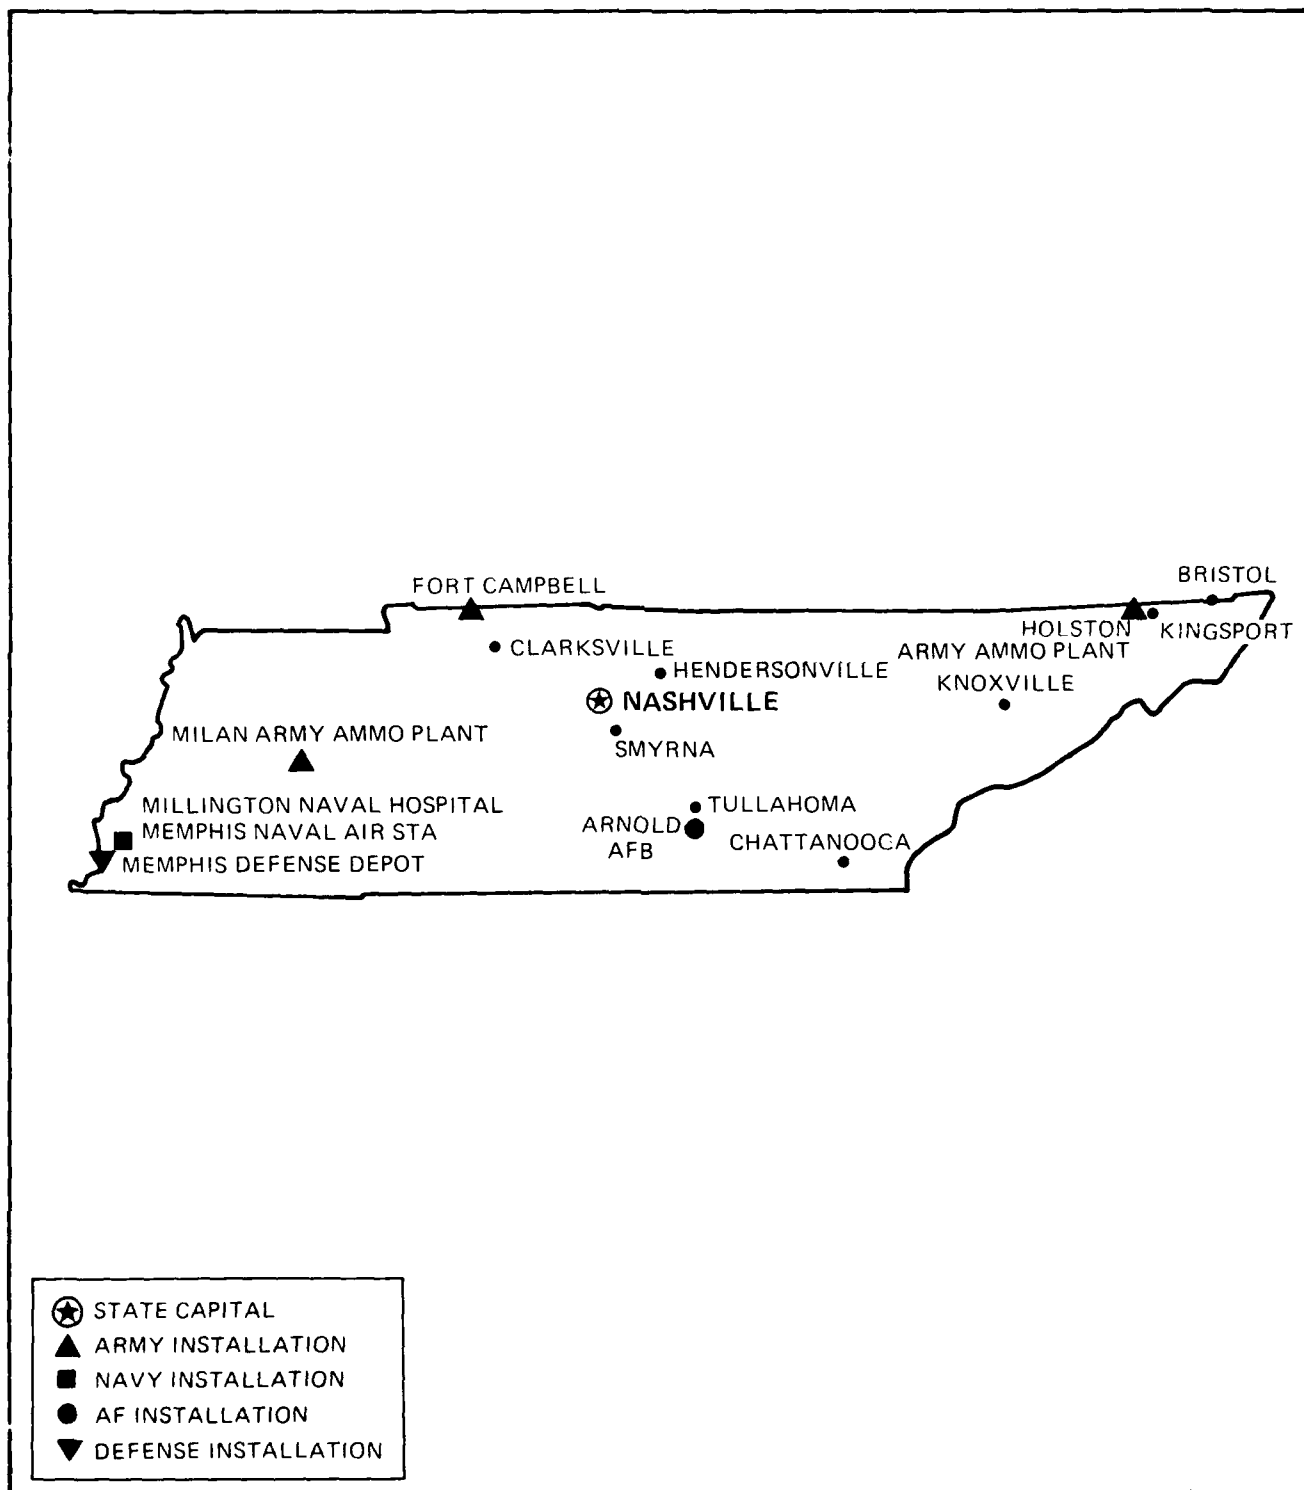 BRISTOL
FORT CAMPBELL
HOLSTON
KINGSPORT
ARMY AMMO PLANT
CLARKSVILLE
HENDERSONVILLE
KNOXVILLE
NASHVILLE
MILAN ARMY AMMO PLANT
SMYRNA
MILLINGTON NAVAL HOSPITAL
TULLAHOMA
MEMPHIS NAVAL AIR STA
ARNOLD
AFB
CHATTANOOCA
MEMPHIS DEFENSE DEPOT
STATE CAPITAL
ARMY INSTALLATION
NAVY INSTALLATION
AF INSTALLATION
DEFENSE INSTALLATION